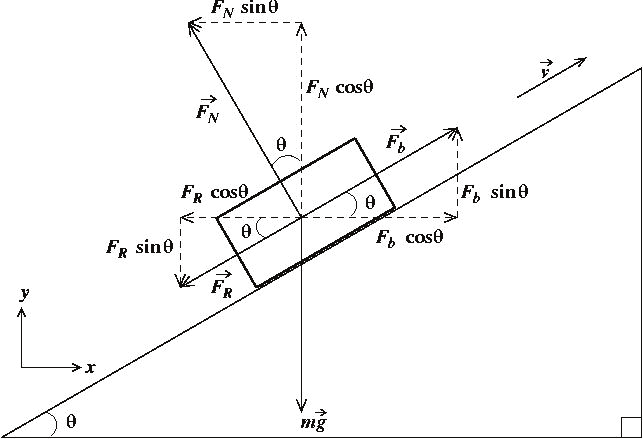 F_N sinθ
F_N cosθ
F_N
v
θ
F_b
F_R cosθ
θ
F_b sinθ
θ
F_R sinθ
F_b cosθ
F_R
y
x
mg
θ